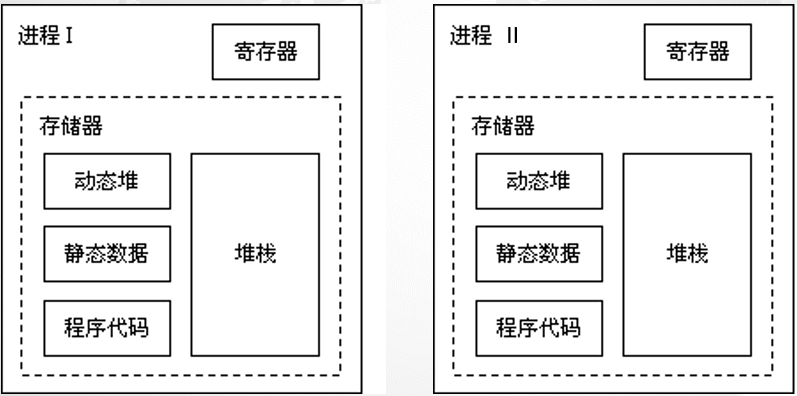 进程 I
寄存器
存储器
动态堆
静态数据
程序代码
堆栈
进程 II
寄存器
存储器
动态堆
静态数据
程序代码
堆栈